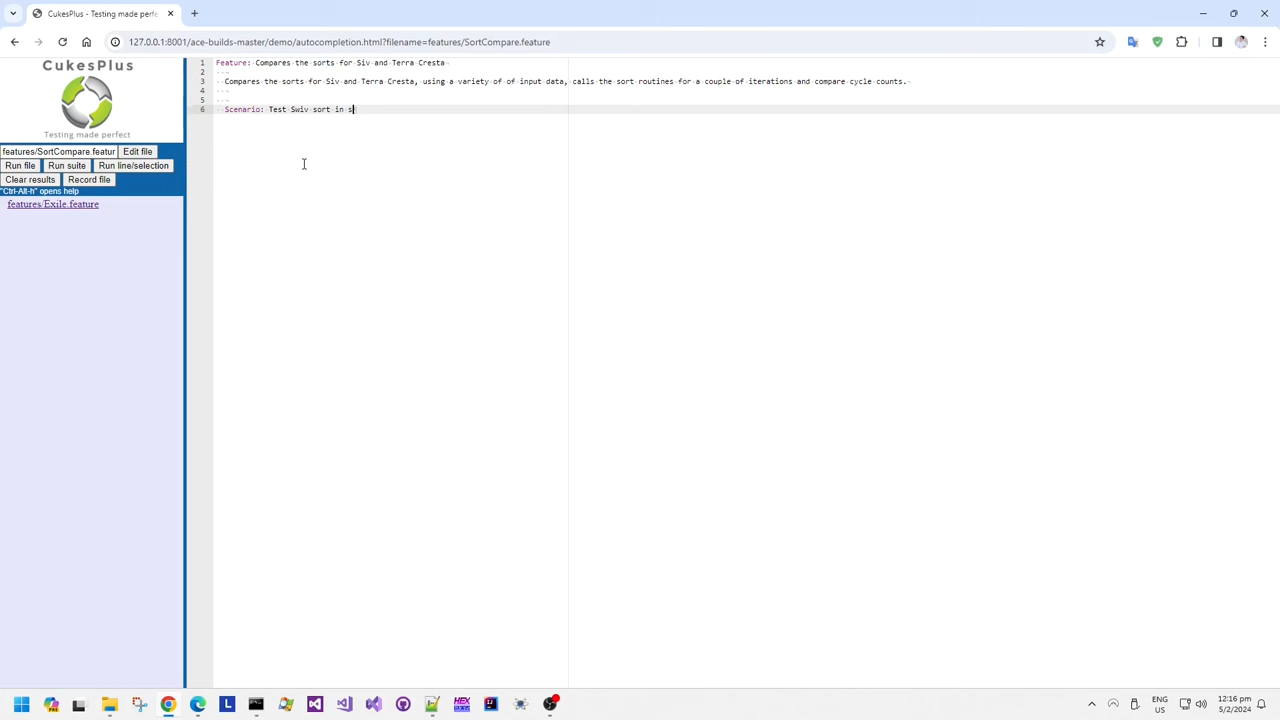 CukesPlus - Testing made perfe
127.0.0.1:8001/ace-builds-master/demo/autocompletion.html?filename=features/SortCompare.feature
CukesPlus
Testing made perfect
features/SortCompare.featur Edit file
Run file Run suite Run line/selection
Clear results Record file
"Ctrl-Alt-h" opens help
features/Exile.feature
1 Feature: Compares the sorts for Siv and Terra Cresta
2
3 Compares the sorts for Siv and Terra Cresta, using a variety of of input data, calls the sort routines for a couple of iterations and compare cycle counts.
4
5
6 Scenario: Test Swiv sort in s
L
HEX
ENG
US
12:16 pm
5/2/2024